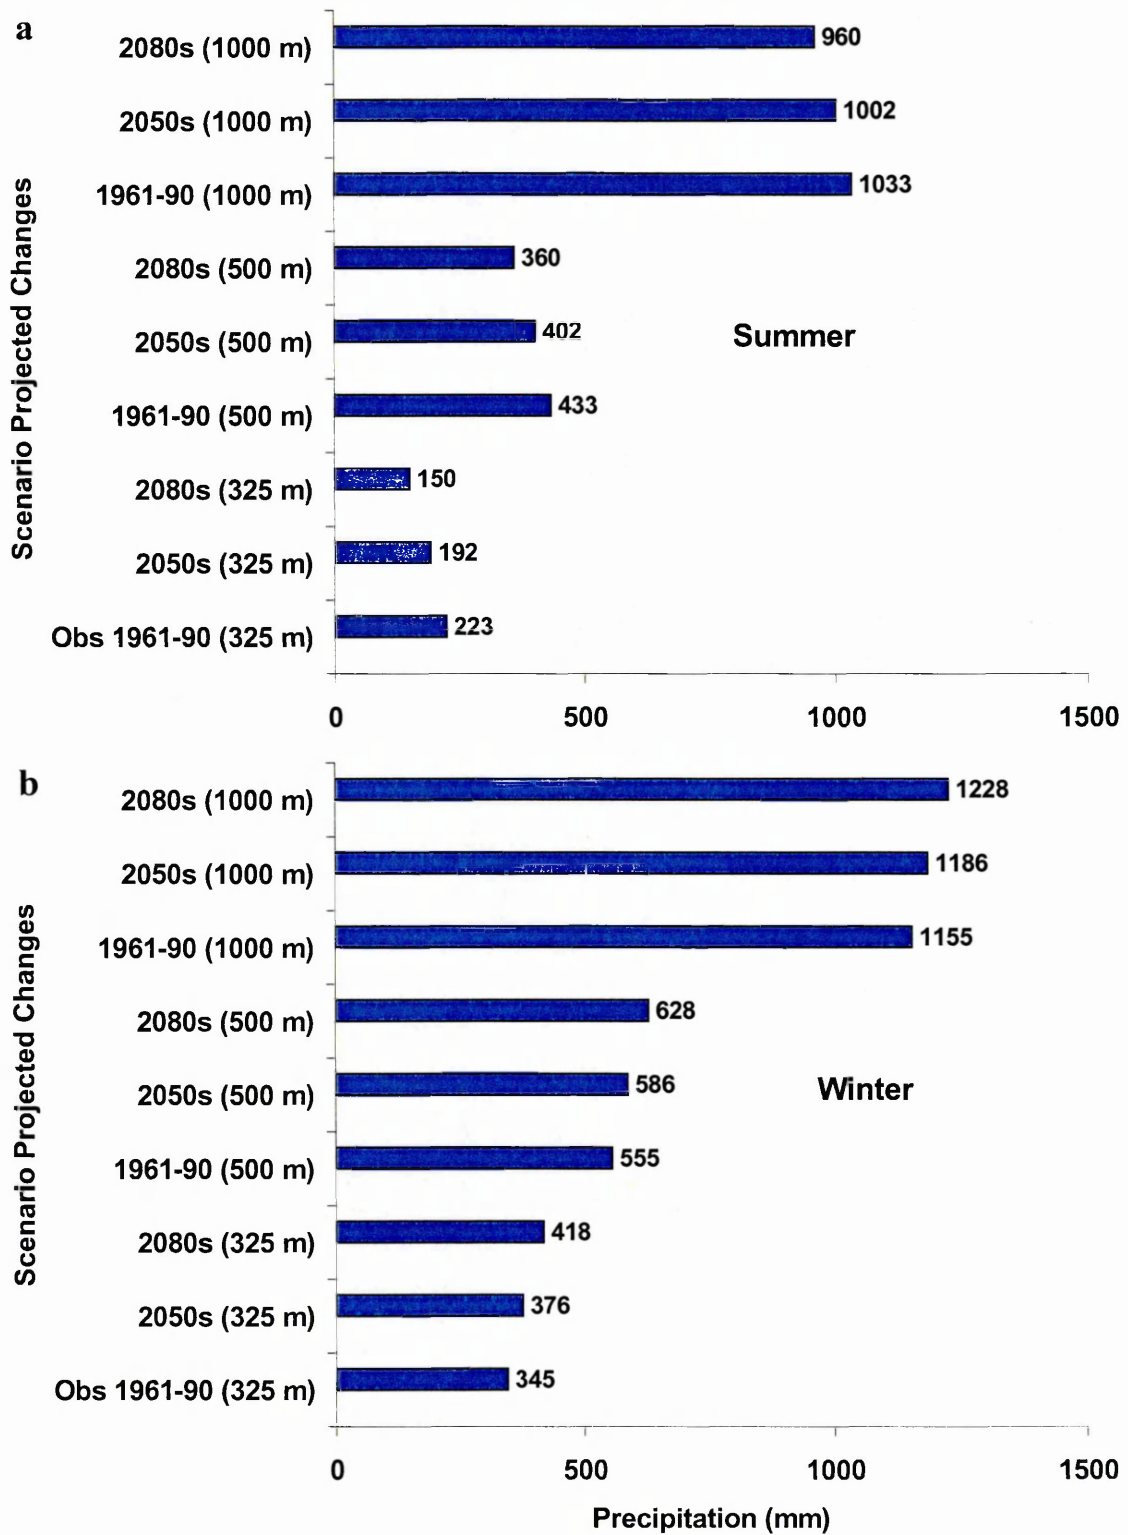 a
Scenario Projected Changes
2080s (1000 m) 960
2050s (1000 m) 1002
1961-90 (1000 m) 1033
2080s (500 m) 360
2050s (500 m) 402
Summer
1961-90 (500 m) 433
2080s (325 m) 150
2050s (325 m) 192
Obs 1961-90 (325 m) 223
0 500 1000 1500
b
Scenario Projected Changes
2080s (1000 m) 1228
2050s (1000 m) 1186
1961-90 (1000 m) 1155
2080s (500 m) 628
2050s (500 m) 586
Winter
1961-90 (500 m) 555
2080s (325 m) 418
2050s (325 m) 376
Obs 1961-90 (325 m) 345
0 500 1000 1500
Precipitation (mm)